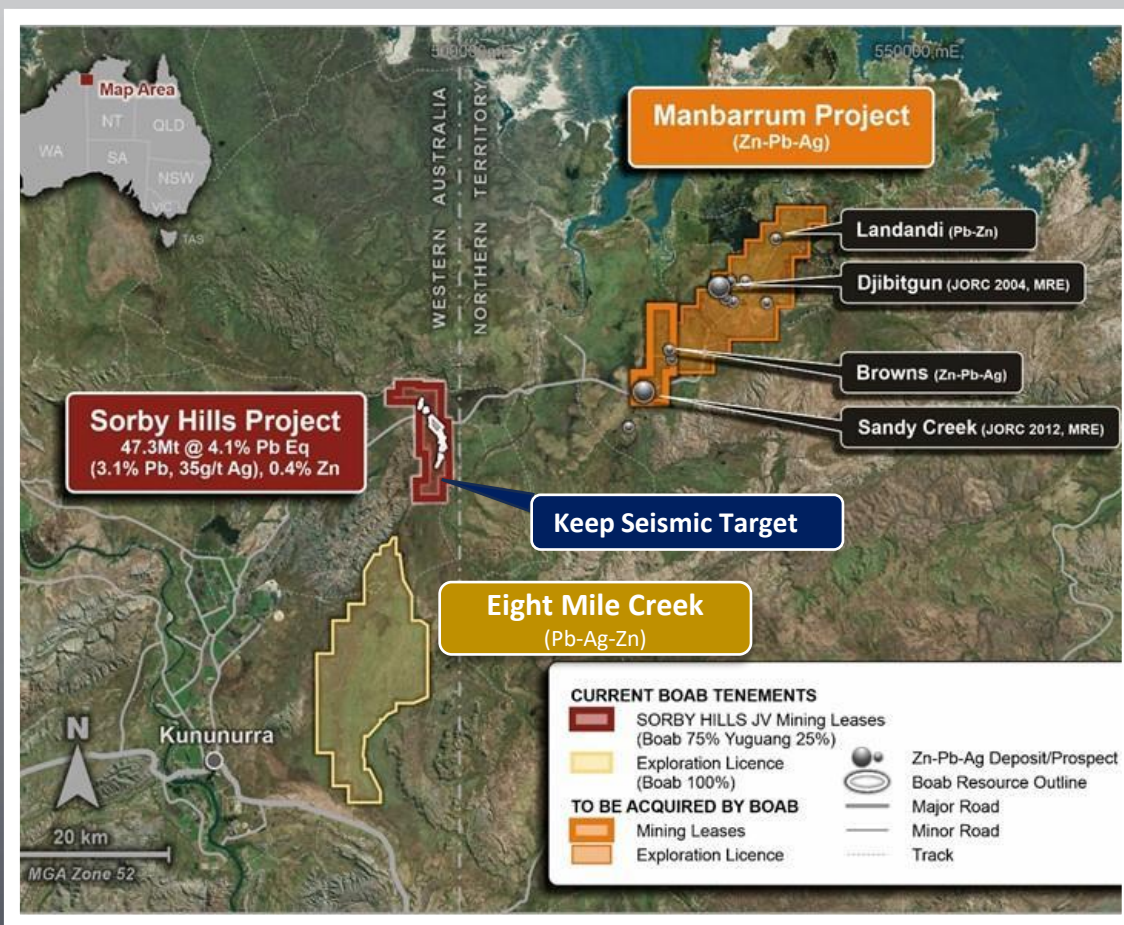 500000 mE
550000 mE
Map Area
NT
QLD
WA
SA
NSW
VIC
TAS
WESTERN AUSTRALIA
NORTHERN TERRITORY
Manbarrum Project
(Zn-Pb-Ag)
Landandi (Pb-Zn)
Djibitgun (JORC 2004, MRE)
Browns (Zn-Pb-Ag)
Sandy Creek (JORC 2012, MRE)
Sorby Hills Project
47.3Mt @ 4.1% Pb Eq
(3.1% Pb, 35g/t Ag), 0.4% Zn
Keep Seismic Target
Eight Mile Creek
(Pb-Ag-Zn)
Kununurra
N
20 km
MGA Zone 52
CURRENT BOAB TENEMENTS
SORBY HILLS JV Mining Leases
(Boab 75% Yuguang 25%)
Exploration Licence
(Boab 100%)
TO BE ACQUIRED BY BOAB
Mining Leases
Exploration Licence
Zn-Pb-Ag Deposit/Prospect
Boab Resource Outline
Major Road
Minor Road
Track